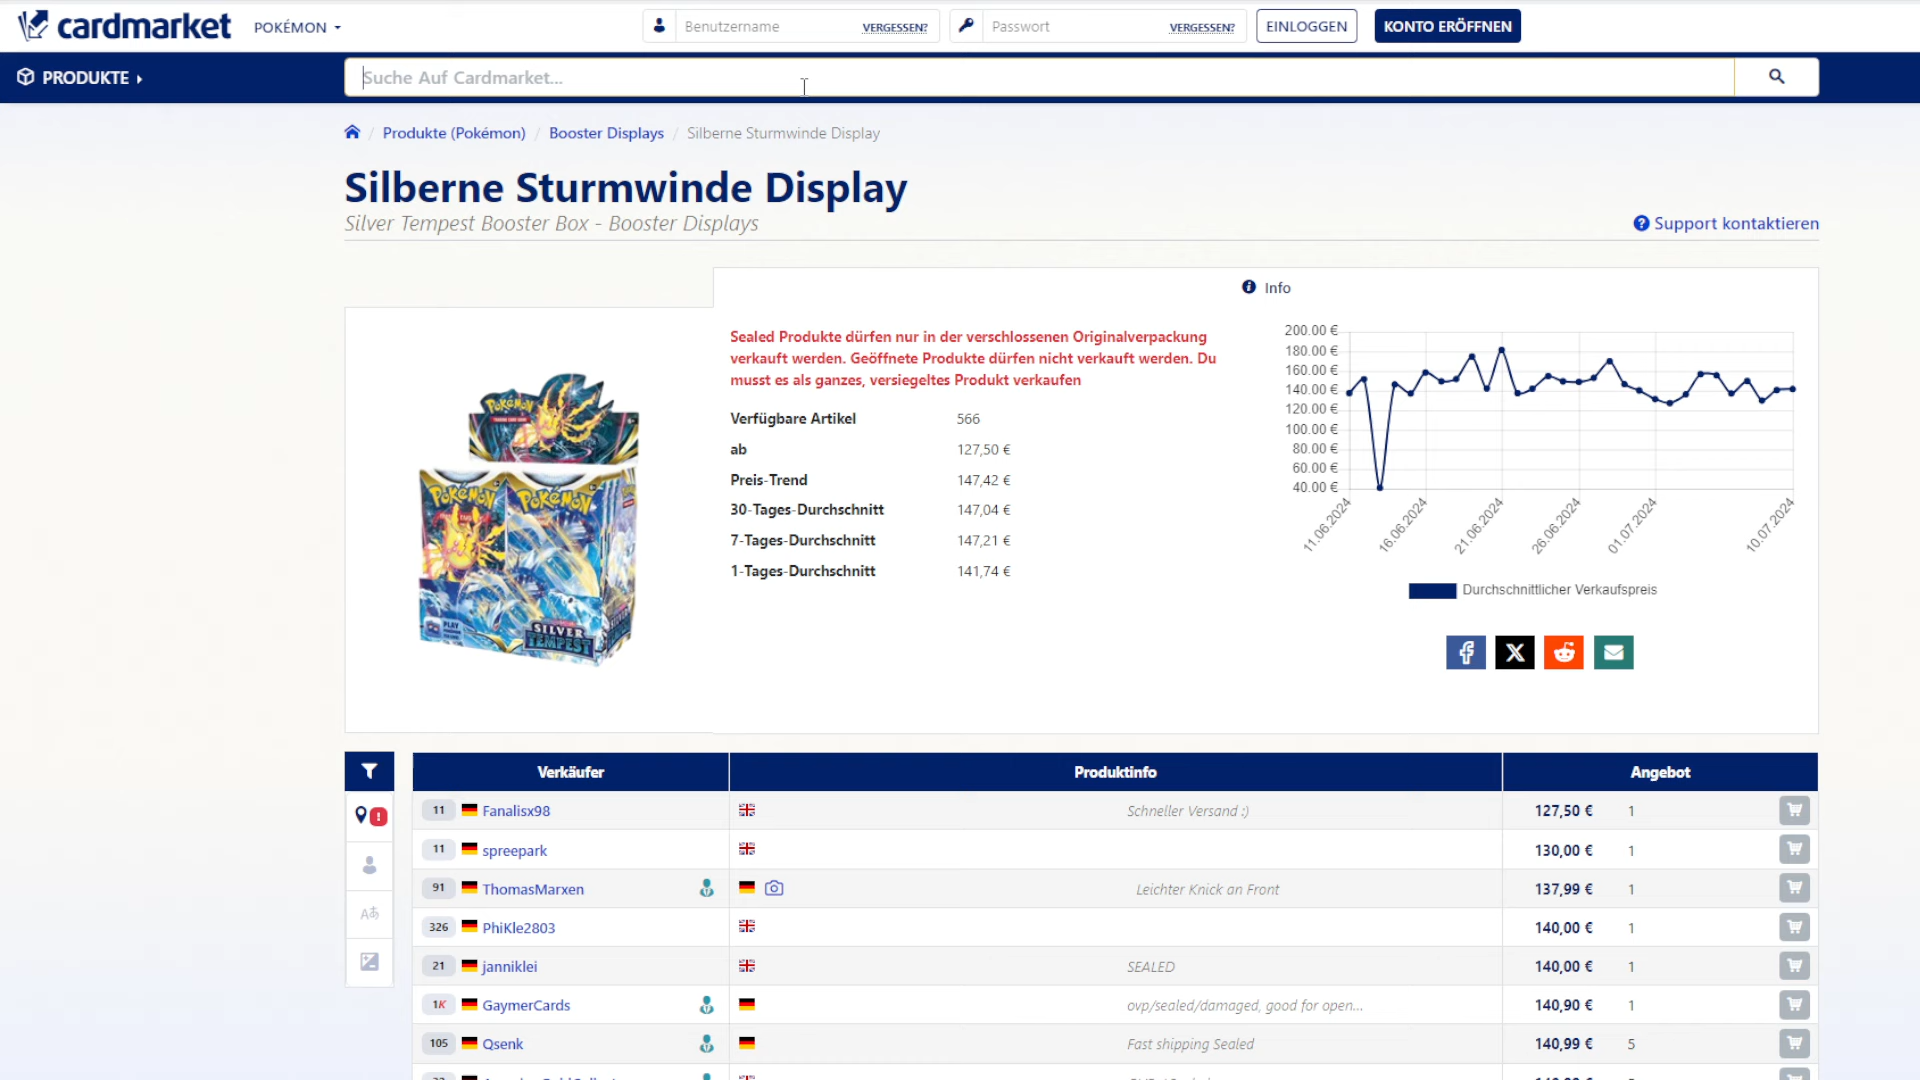 cardmarket
POKÉMON
Benutzername
VERGESSEN?
Passwort
VERGESSEN?
EINLOGGEN
KONTO ERÖFFNEN
PRODUKTE
Suche Auf Cardmarket...
/ Produkte (Pokémon) / Booster Displays / Silberne Sturmwinde Display
Silberne Sturmwinde Display
Silver Tempest Booster Box - Booster Displays
Support kontaktieren
Info
Sealed Produkte dürfen nur in der verschlossenen Originalverpackung
verkauft werden. Geöffnete Produkte dürfen nicht verkauft werden. Du
musst es als ganzes, versiegeltes Produkt verkaufen
Verfügbare Artikel 566
ab 127,50 €
Preis-Trend 147,42 €
30-Tages-Durchschnitt 147,04 €
7-Tages-Durchschnitt 147,21 €
1-Tages-Durchschnitt 141,74 €
200.00 €
180.00 €
160.00 €
140.00 €
120.00 €
100.00 €
80.00 €
60.00 €
40.00 €
11.06.2024
16.06.2024
21.06.2024
26.06.2024
01.07.2024
10.07.2024
Durchschnittlicher Verkaufspreis
POKÉMON
POKÉMON
POKÉMON
PLAY
SILVER
TEMPEST
Verkäufer Produktinfo Angebot
11 Fanalisx98 Schneller Versand :) 127,50 € 1
11 spreepark 130,00 € 1
91 ThomasMarxen Leichter Knick an Front 137,99 € 1
326 PhiKle2803 140,00 € 1
21 janniklei SEALED 140,00 € 1
1K GaymerCards ovp/sealed/damaged, good for open... 140,90 € 1
105 Qsenk Fast shipping Sealed 140,99 € 5